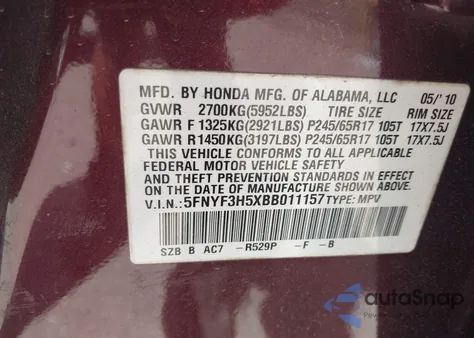 MFD. BY HONDA MFG. OF ALABAMA, LLC 05/'10
GVWR 2700KG(5952LBS) TIRE SIZE RIM SIZE
GAWR F 1325KG(2921LBS) P245/65R17 105T 17X7.5J
GAWR R1450KG(3197LBS) P245/65R17 105T 17X7.5J
THIS VEHICLE CONFORMS TO ALL APPLICABLE
FEDERAL MOTOR VEHICLE SAFETY
AND THEFT PREVENTION STANDARDS IN EFFECT ON
THE DATE OF MANUFACTURE SHOWN ABOVE.
V.I.N.: 5FNYF3H5XBB011157 TYPE: MPV
SZB B AC7 -R529P -F -B
autoSnap